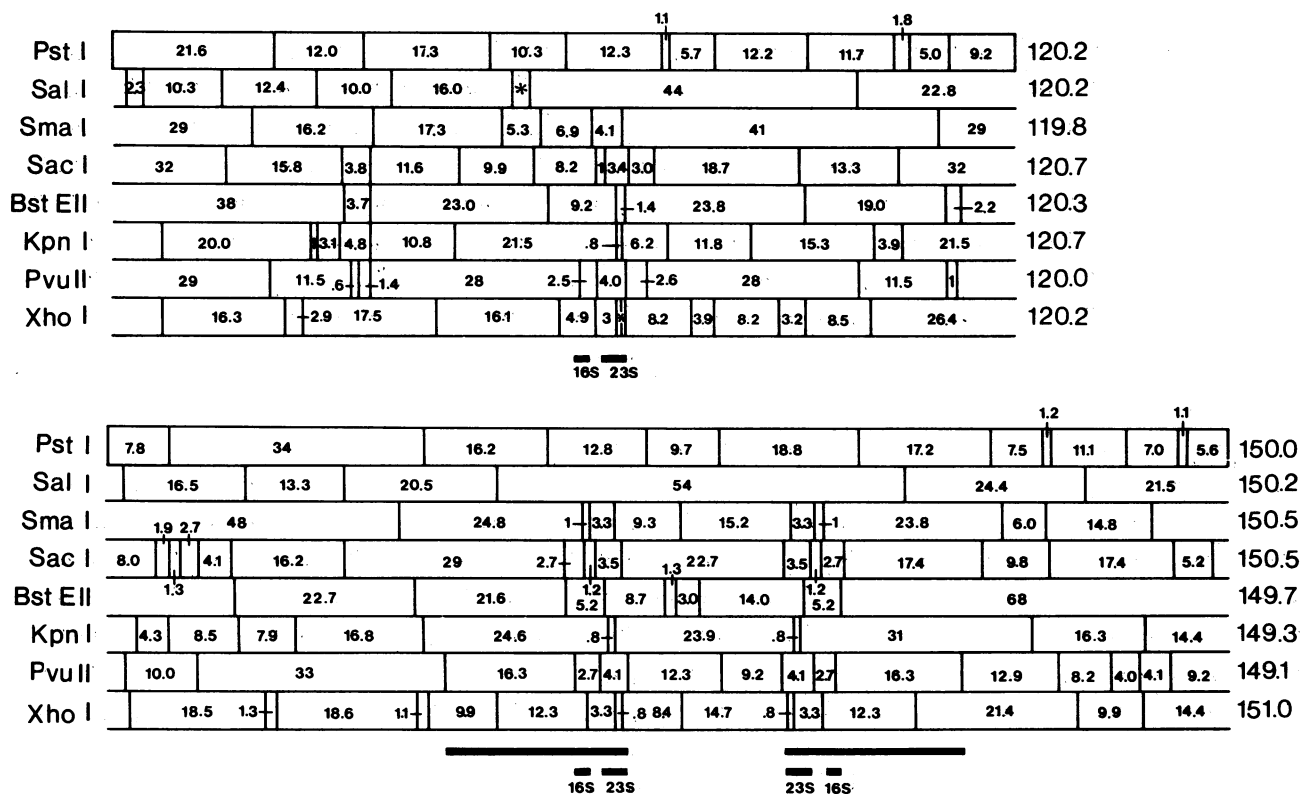 1.1 1.8
Pst I 21.6 12.0 17.3 10.3 12.3 5.7 12.2 11.7 5.0 9.2 120.2
Sal I 2.3 10.3 12.4 10.0 16.0 * 44 22.8 120.2
Sma I 29 16.2 17.3 5.3 6.9 4.1 41 29 119.8
Sac I 32 15.8 3.8 11.6 9.9 8.2 1 3.4 3.0 18.7 13.3 32 120.7
Bst EII 38 3.7 23.0 9.2 1.4 23.8 19.0 2.2 120.3
Kpn I 20.0 3.1 4.8 10.8 21.5 .8 6.2 11.8 15.3 3.9 21.5 120.7
Pvu II 29 11.5 .6 1.4 28 2.5 4.0 2.6 28 11.5 1 120.0
Xho I 16.3 2.9 17.5 16.1 4.9 3 8.2 3.9 8.2 3.2 8.5 26.4 120.2
16S 23S
1.2 1.1
Pst I 7.8 34 16.2 12.8 9.7 18.8 17.2 7.5 11.1 7.0 5.6 150.0
Sal I 16.5 13.3 20.5 54 24.4 21.5 150.2
Sma I 48 24.8 1 3.3 9.3 15.2 3.3 1 23.8 6.0 14.8 150.5
1.9 2.7
Sac I 8.0 4.1 16.2 29 2.7 3.5 22.7 3.5 2.7 17.4 9.8 17.4 5.2 150.5
1.3 1.2 1.3 1.2
Bst EII 22.7 21.6 5.2 8.7 3.0 14.0 5.2 68 149.7
Kpn I 4.3 8.5 7.9 16.8 24.6 .8 23.9 .8 31 16.3 14.4 149.3
Pvu II 10.0 33 16.3 2.7 4.1 12.3 9.2 4.1 2.7 16.3 12.9 8.2 4.0 4.1 9.2 149.1
Xho I 18.5 1.3 18.6 1.1 9.9 12.3 3.3 .8 8.4 14.7 .8 3.3 12.3 21.4 9.9 14.4 151.0
16S 23S 23S 16S